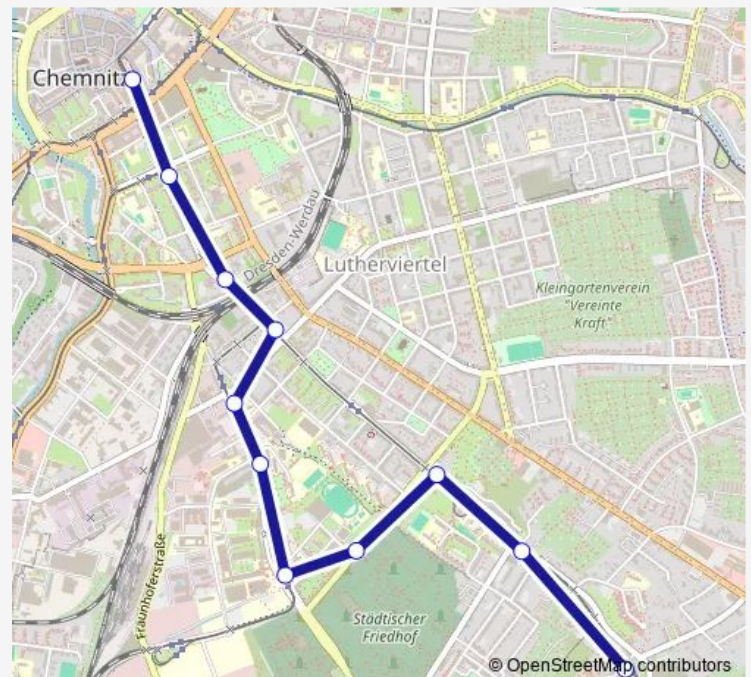 Chemnitz
Dresden-Werdau
Lutherviertel
Kleingartenverein
"Vereinte
Kraft"
Fraunhoferstraße
Städtischer
Friedhof
© OpenStreetMap contributors